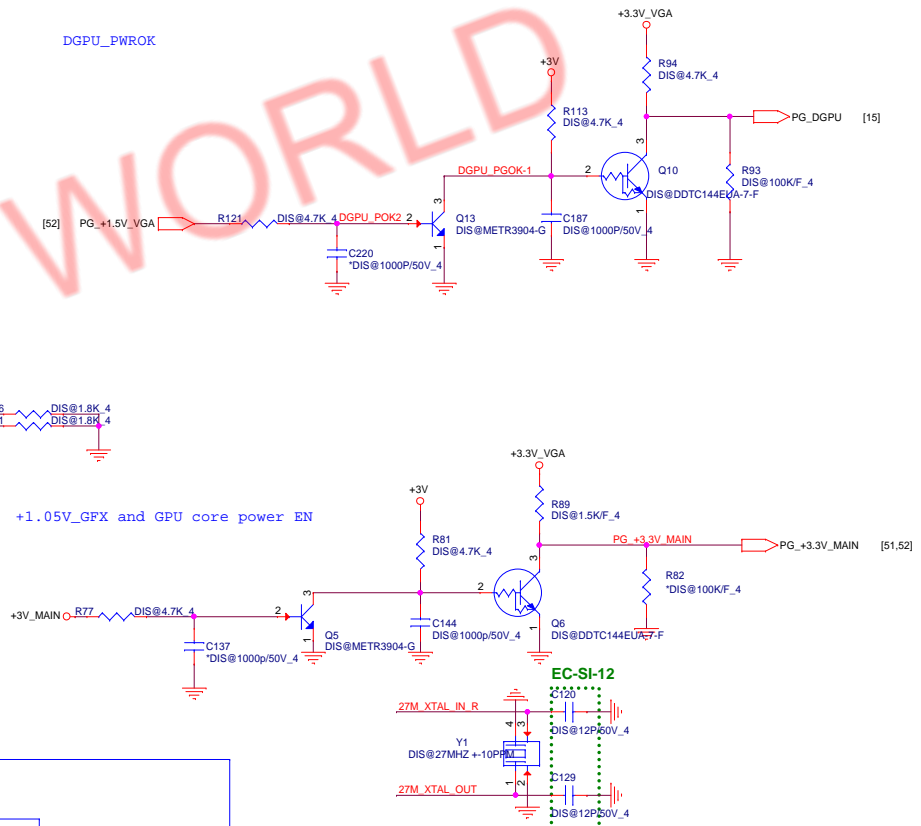 WORLD
DGPU_PWROK
+3.3V_VGA
R94
DIS@4.7K_4
+3V
R113
DIS@4.7K_4
PG_DGPU [15]
3
Q10
2
DGPU_PGOK-1
DIS@DDTC144EUA-7-F
1
R93
DIS@100K/F_4
[52] PG_+1.5V_VGA
R121 DIS@4.7K_4
DGPU_POK2 2
3
Q13
DIS@METR3904-G
1
C187
DIS@1000P/50V_4
C220
*DIS@1000P/50V_4
6 DIS@1.8K_4
1 DIS@1.8K_4
+1.05V_GFX and GPU core power EN
+3.3V_VGA
R89
DIS@1.5K/F_4
+3V
R81
DIS@4.7K_4
PG_+3.3V_MAIN
PG_+3.3V_MAIN [51,52]
3
2
1
Q6
DIS@DDTC144EUA-7-F
R82
*DIS@100K/F_4
+3V_MAIN R77 DIS@4.7K_4
2
3
1
Q5
DIS@METR3904-G
C144
DIS@1000p/50V_4
C137
*DIS@1000p/50V_4
EC-SI-12
27M_XTAL_IN_R
C120
DIS@12P/50V_4
4 3
Y1
DIS@27MHZ +-10PPM
1 2
27M_XTAL_OUT
C129
DIS@12P/50V_4